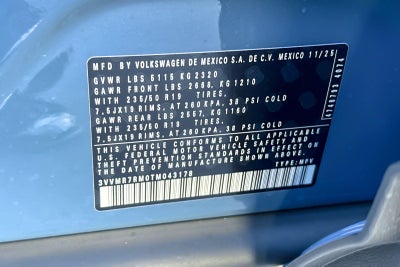 MFD BY VOLKSWAGEN DE MEXICO S.A. DE C.V. MEXICO 11/25
GVWR LBS 5115 KG 2320
GAWR FRONT LBS 2668, KG 1210
WITH 235/50 R19 TIRES,
7.5JX19 RIMS, AT 260 KPA, 38 PSI COLD
GAWR REAR LBS 2557, KG 1160
WITH 235/50 R19 TIRES,
7.5JX19 RIMS, AT 260 KPA, 38 PSI COLD
THIS VEHICLE CONFORMS TO ALL APPLICABLE
U.S. FEDERAL MOTOR VEHICLE SAFETY AND
THEFT PREVENTION STANDARDS IN EFFECT ON
THE DATE OF MANUFACTURE SHOWN ABOVE.
3VVMB7RM0TM043178 TYPE: MPV